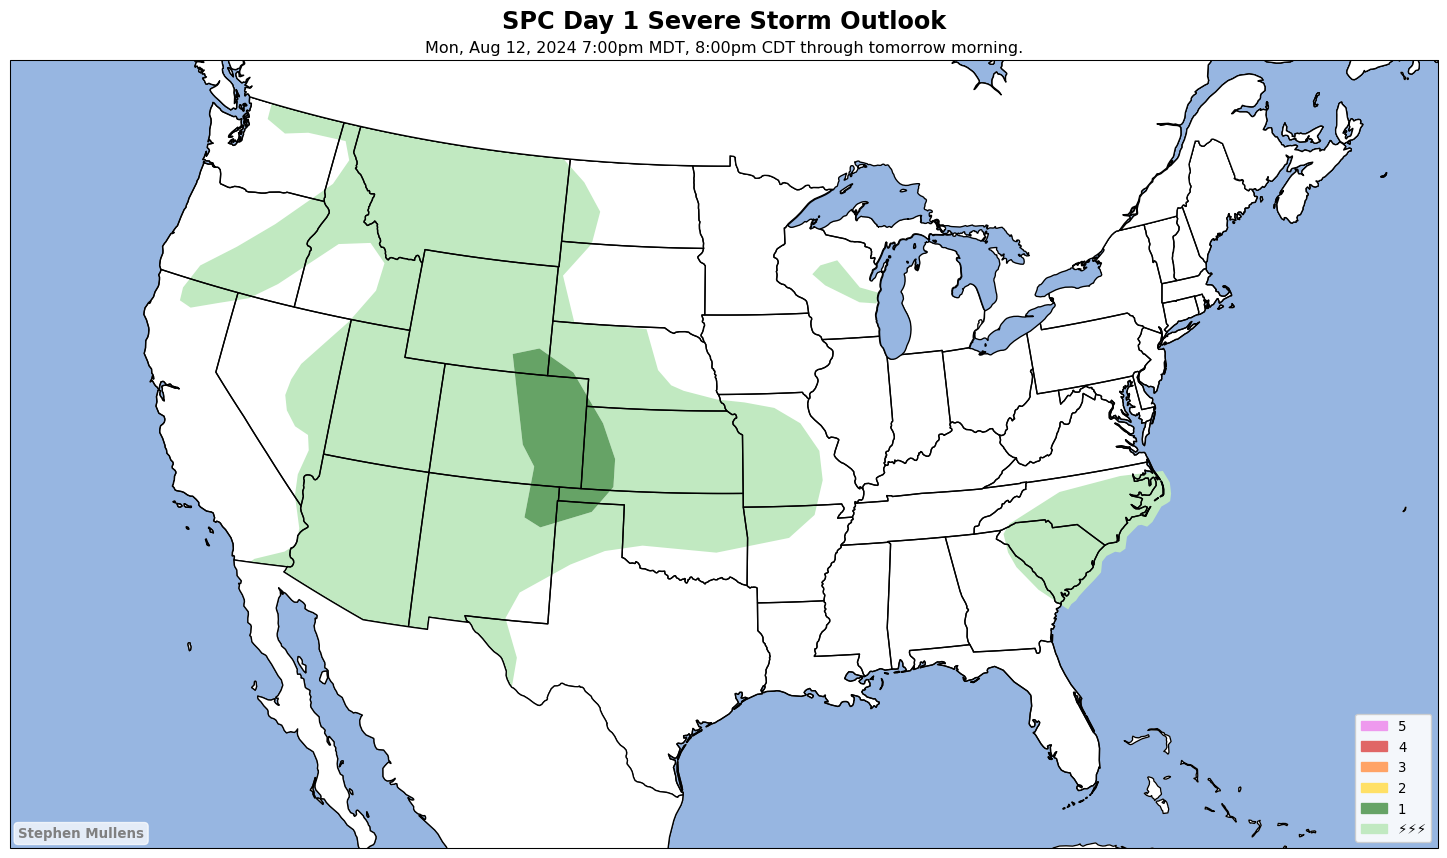 SPC Day 1 Severe Storm Outlook
Mon, Aug 12, 2024 7:00pm MDT, 8:00pm CDT through tomorrow morning.
5
4
3
2
1
⚡⚡⚡
Stephen Mullens